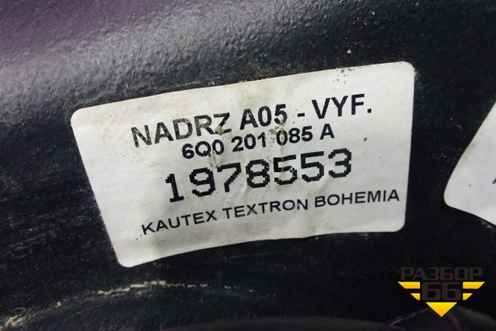 NADRZ A05 - VYF.
6Q0 201 085 A
1978553
KAUTEX TEXTRON BOHEMIA
РАЗБОР
66